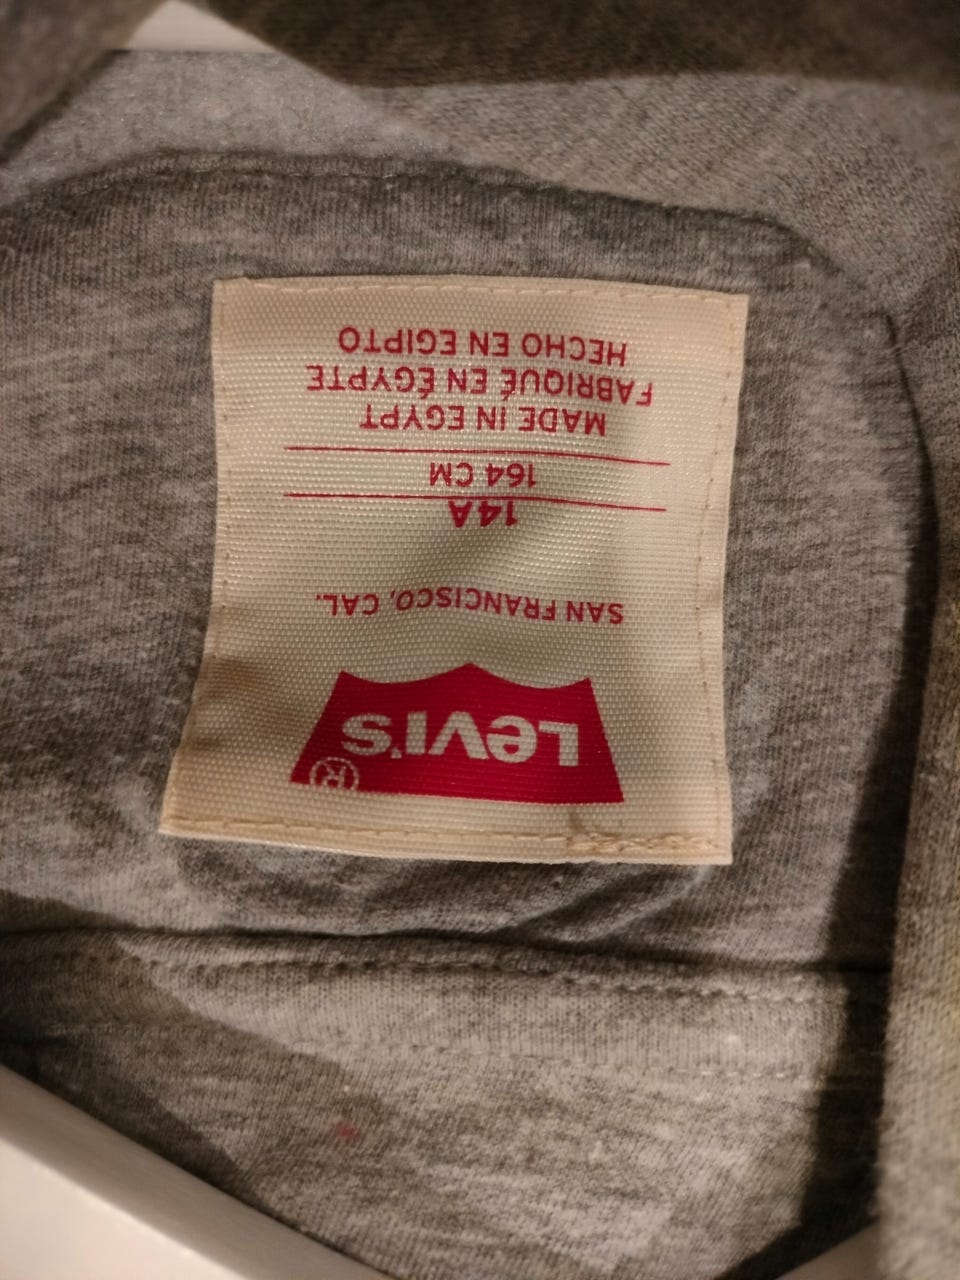 Levi's
®
SAN FRANCISCO, CAL.
14A
164 CM
MADE IN EGYPT
FABRIQUÉ EN ÉGYPTE
HECHO EN EGIPTO